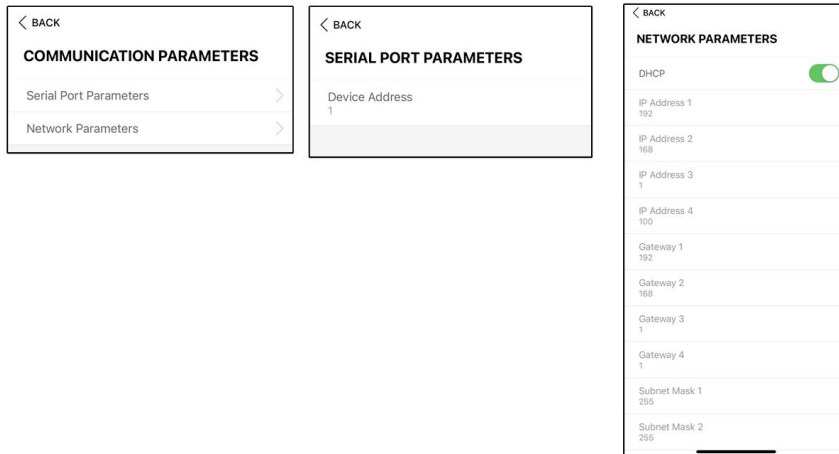 BACK
COMMUNICATION PARAMETERS
Serial Port Parameters
Network Parameters
BACK
SERIAL PORT PARAMETERS
Device Address
1
BACK
NETWORK PARAMETERS
DHCP
IP Address 1
192
IP Address 2
168
IP Address 3
1
IP Address 4
100
Gateway 1
192
Gateway 2
168
Gateway 3
1
Gateway 4
1
Subnet Mask 1
255
Subnet Mask 2
255